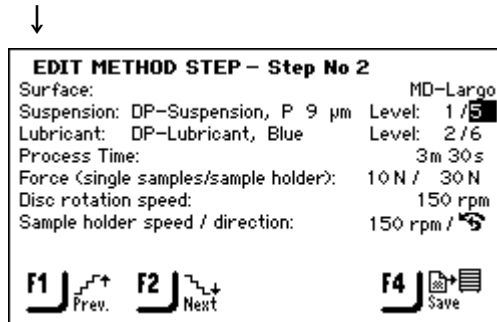 EDIT METHOD STEP – Step No 2
Surface: MD–Largo
Suspension: DP–Suspension, P 9 µm Level: 1 /5
Lubricant: DP–Lubricant, Blue Level: 2/6
Process Time: 3m 30s
Force (single samples/sample holder): 10N / 30N
Disc rotation speed: 150 rpm
Sample holder speed / direction: 150 rpm /
F1 Prev. F2 Next F4 Save